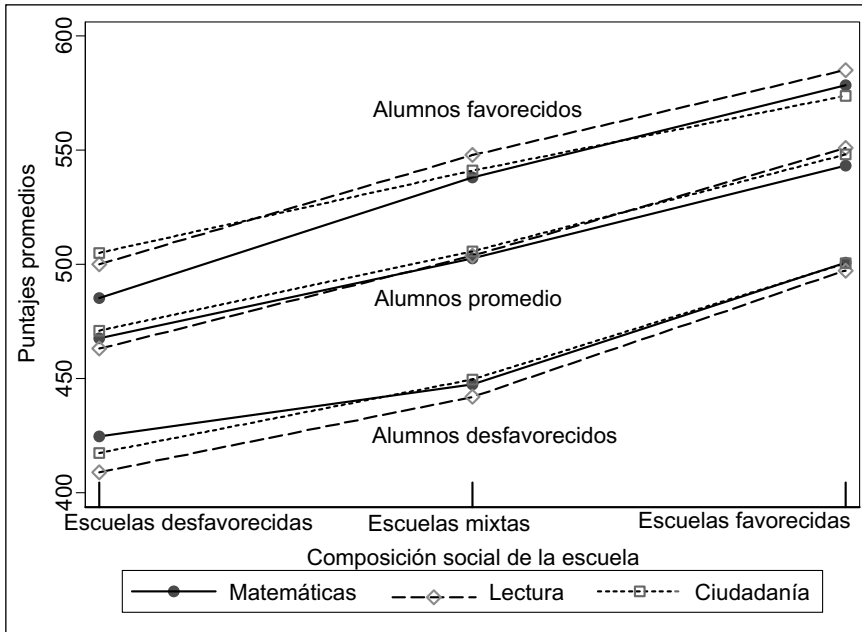 600
550
500
450
400
Puntajes promedios
Alumnos favorecidos
Alumnos promedio
Alumnos desfavorecidos
Escuelas desfavorecidas
Escuelas mixtas
Escuelas favorecidas
Composición social de la escuela
Matemáticas
Lectura
Ciudadanía